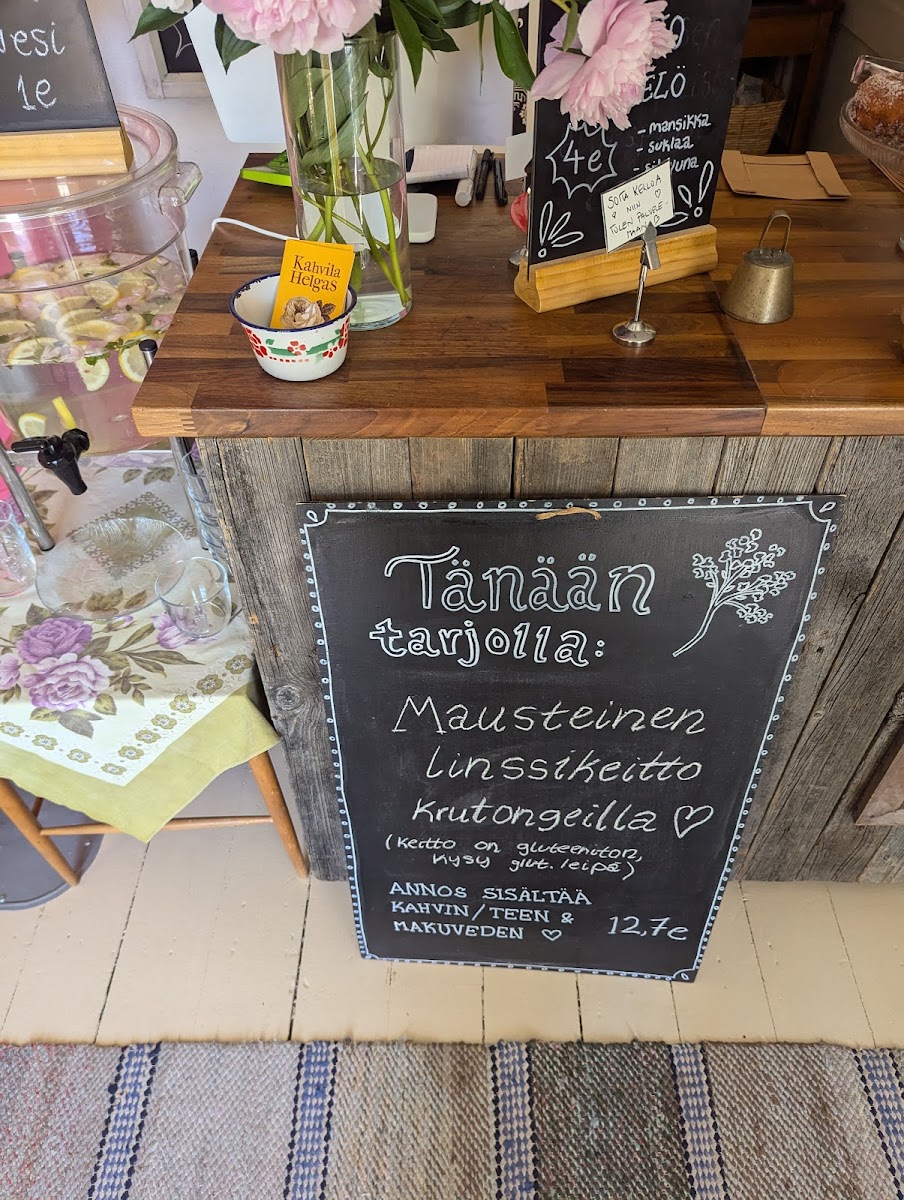 vesi
1e
ELÖ
4e
- mansikka
- suklaa
SOITA KELLOA
NIIN
TULEN PALVELE-
MAAN :D
Kahvila
Helgas
Tänään
tarjolla:
Mausteinen
linssikeitto
krutongeilla ♡
(keitto on gluteeniton,
kysy glut. leipä)
ANNOS SISÄLTÄÄ
KAHVIN/TEEN &
MAKUVEDEN ♡
12,7e